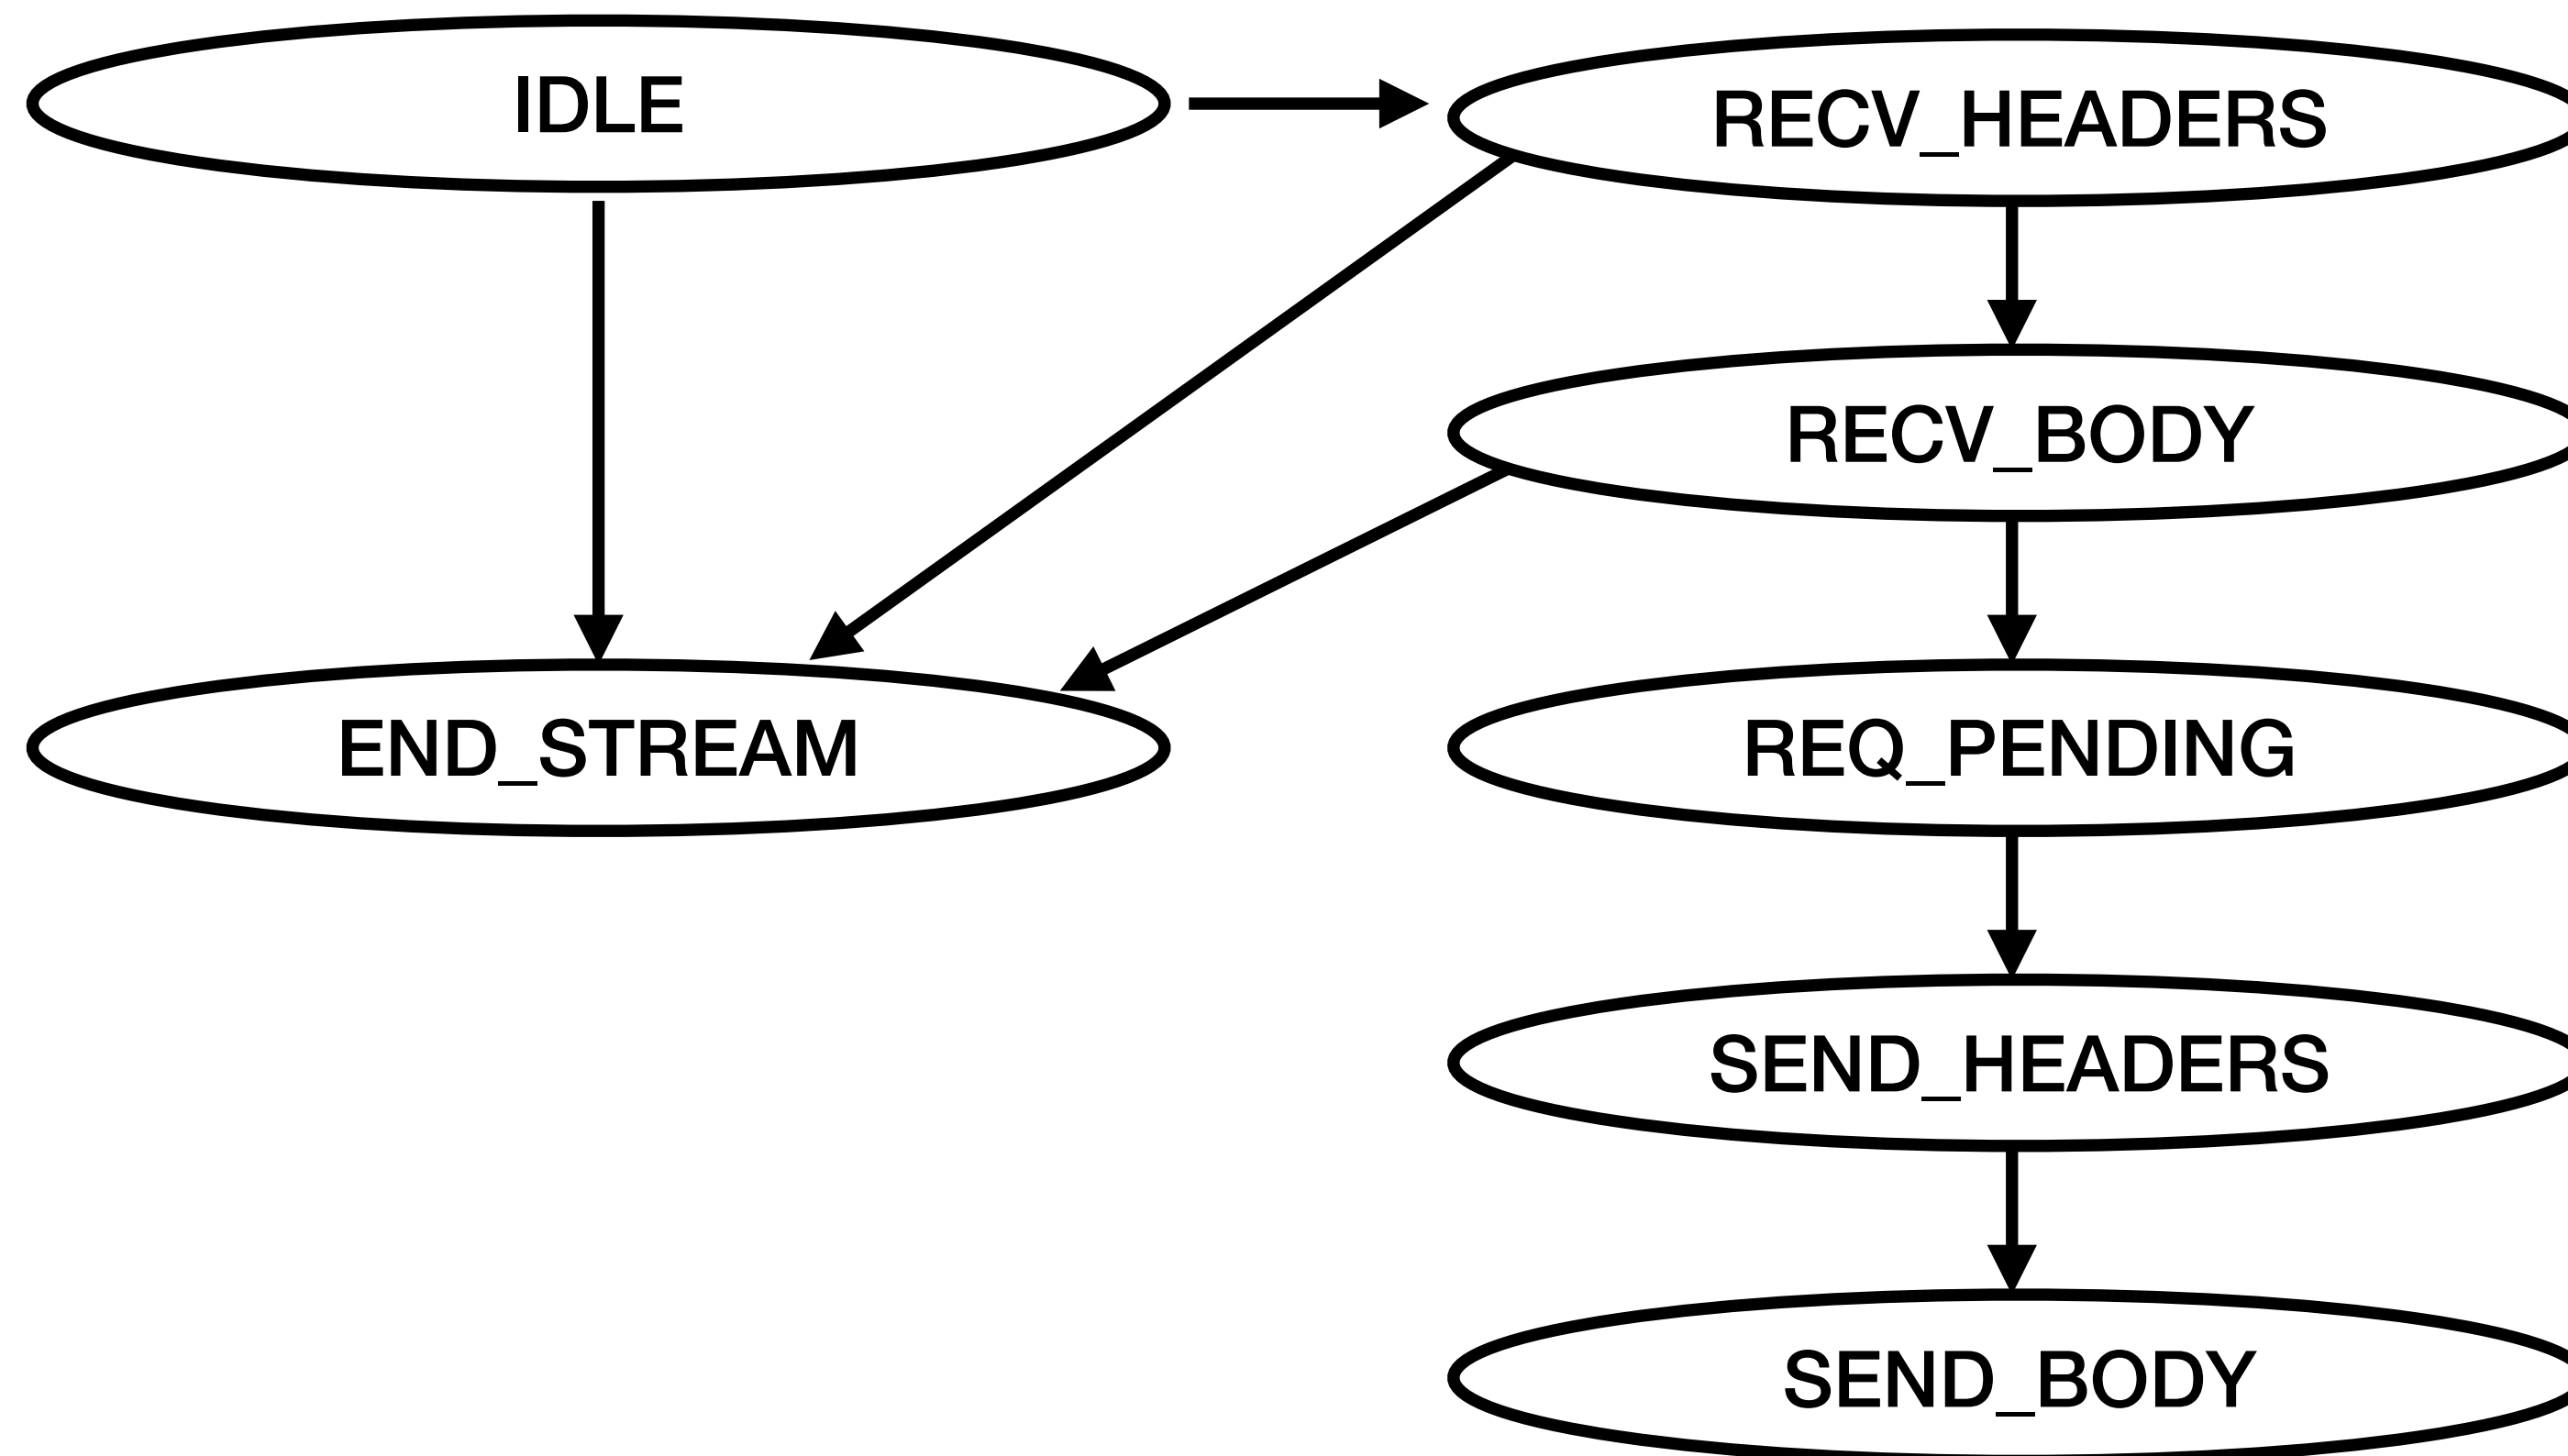 IDLE
RECV_HEADERS
RECV_BODY
END_STREAM
REQ_PENDING
SEND_HEADERS
SEND_BODY